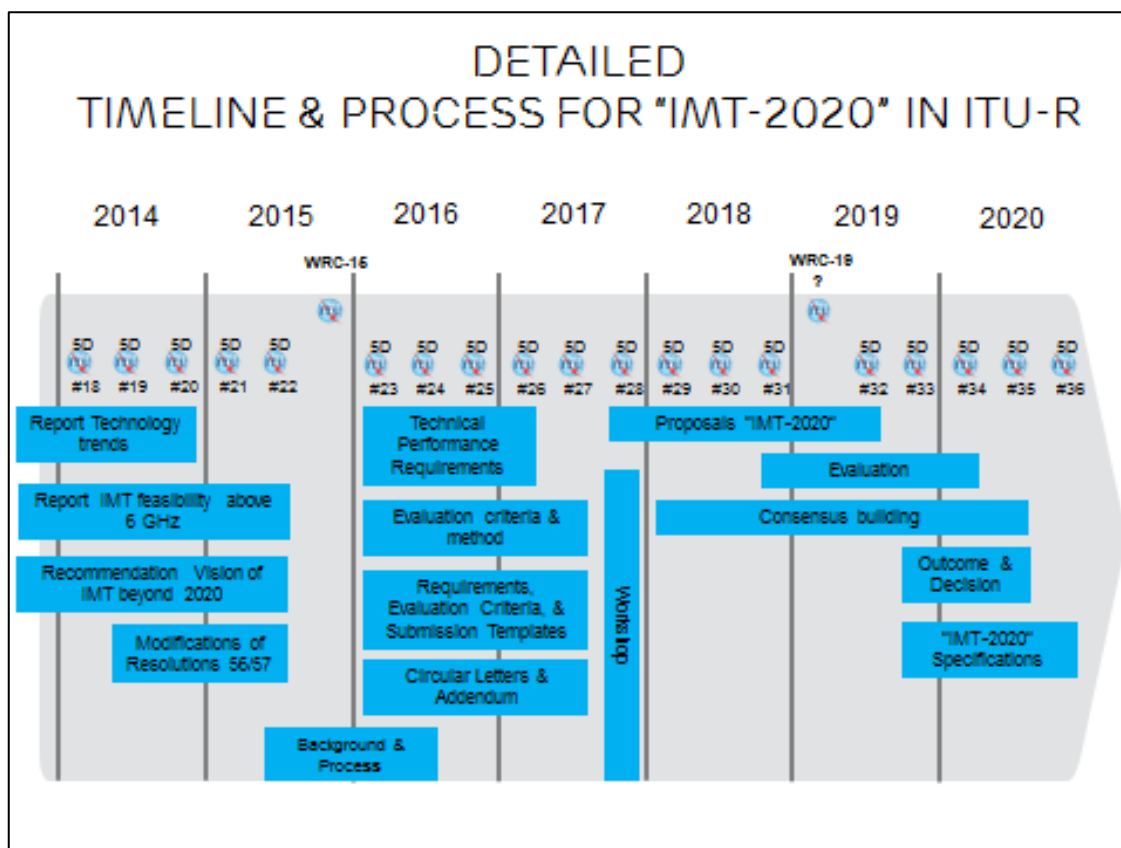 DETAILED
TIMELINE & PROCESS FOR "IMT-2020" IN ITU-R
2014 2015 2016 2017 2018 2019 2020
WRC-15 WRC-19
?
5D 5D 5D 5D 5D 5D 5D 5D 5D 5D 5D 5D 5D 5D 5D 5D 5D 5D 5D
#18 #19 #20 #21 #22 #23 #24 #25 #26 #27 #28 #29 #30 #31 #32 #33 #34 #35 #36
Report Technology
trends
Technical
Performance
Requirements
Proposals "IMT-2020"
Evaluation
Report IMT feasibility above
6 GHz
Evaluation criteria &
method
Consensus building
Recommendation Vision of
IMT beyond 2020
Requirements,
Evaluation Criteria, &
Submission Templates
Workshop
Outcome &
Decision
Modifications of
Resolutions 56/57
Circular Letters &
Addendum
"IMT-2020"
Specifications
Background &
Process